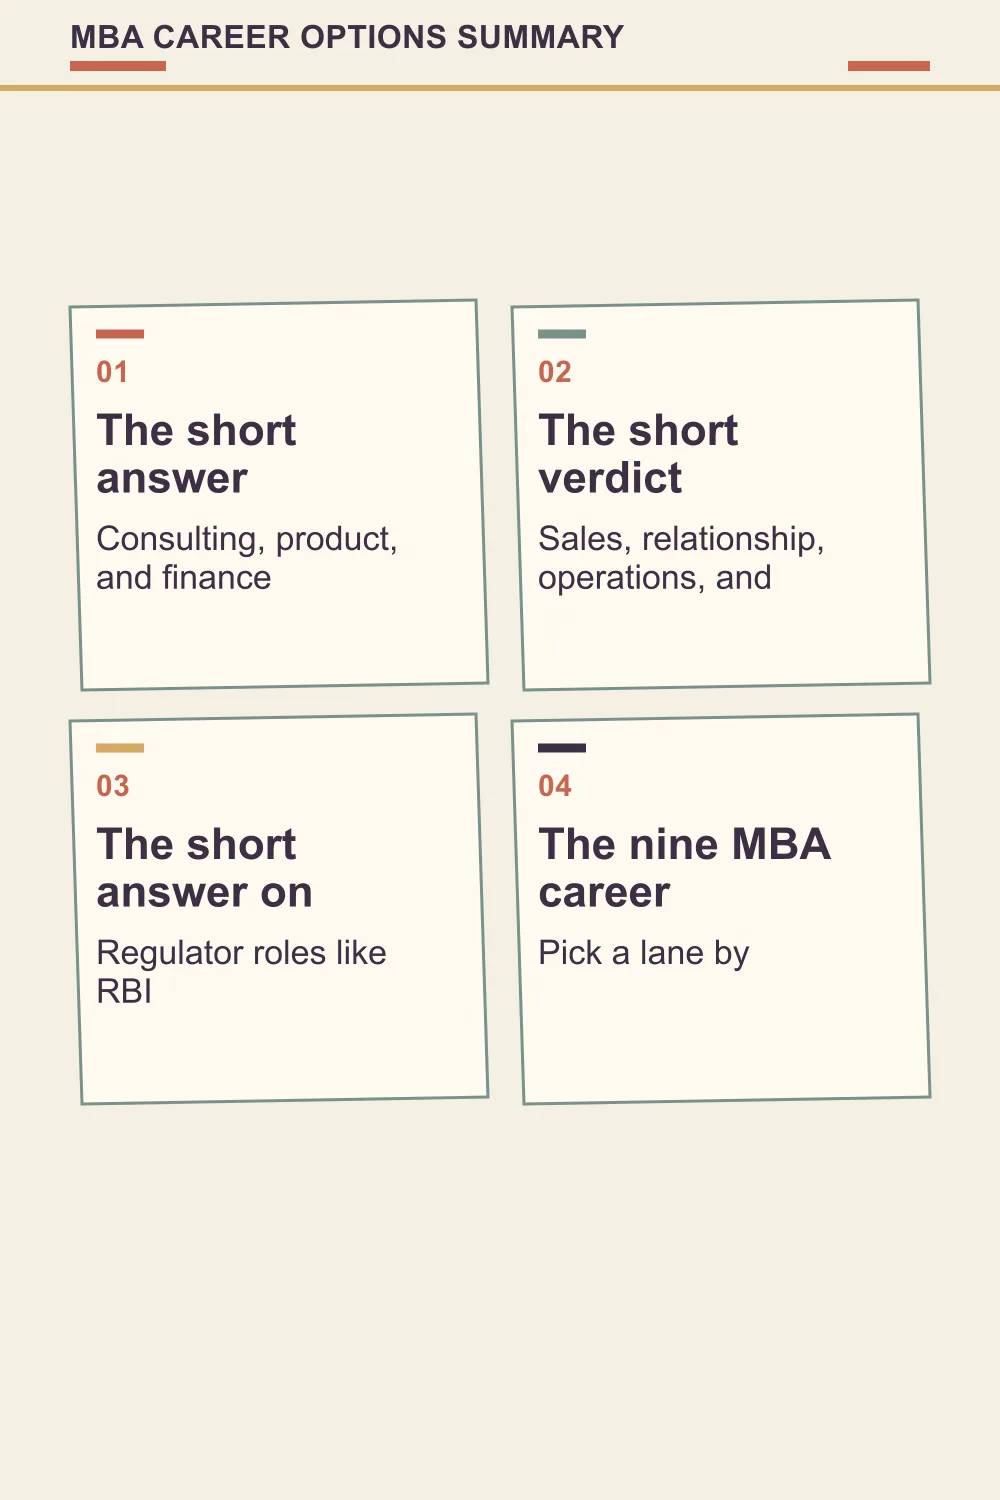 MBA CAREER OPTIONS SUMMARY
01
The short
answer
Consulting, product,
and finance
02
The short
verdict
Sales, relationship,
operations, and
03
The short
answer on
Regulator roles like
RBI
04
The nine MBA
career
Pick a lane by